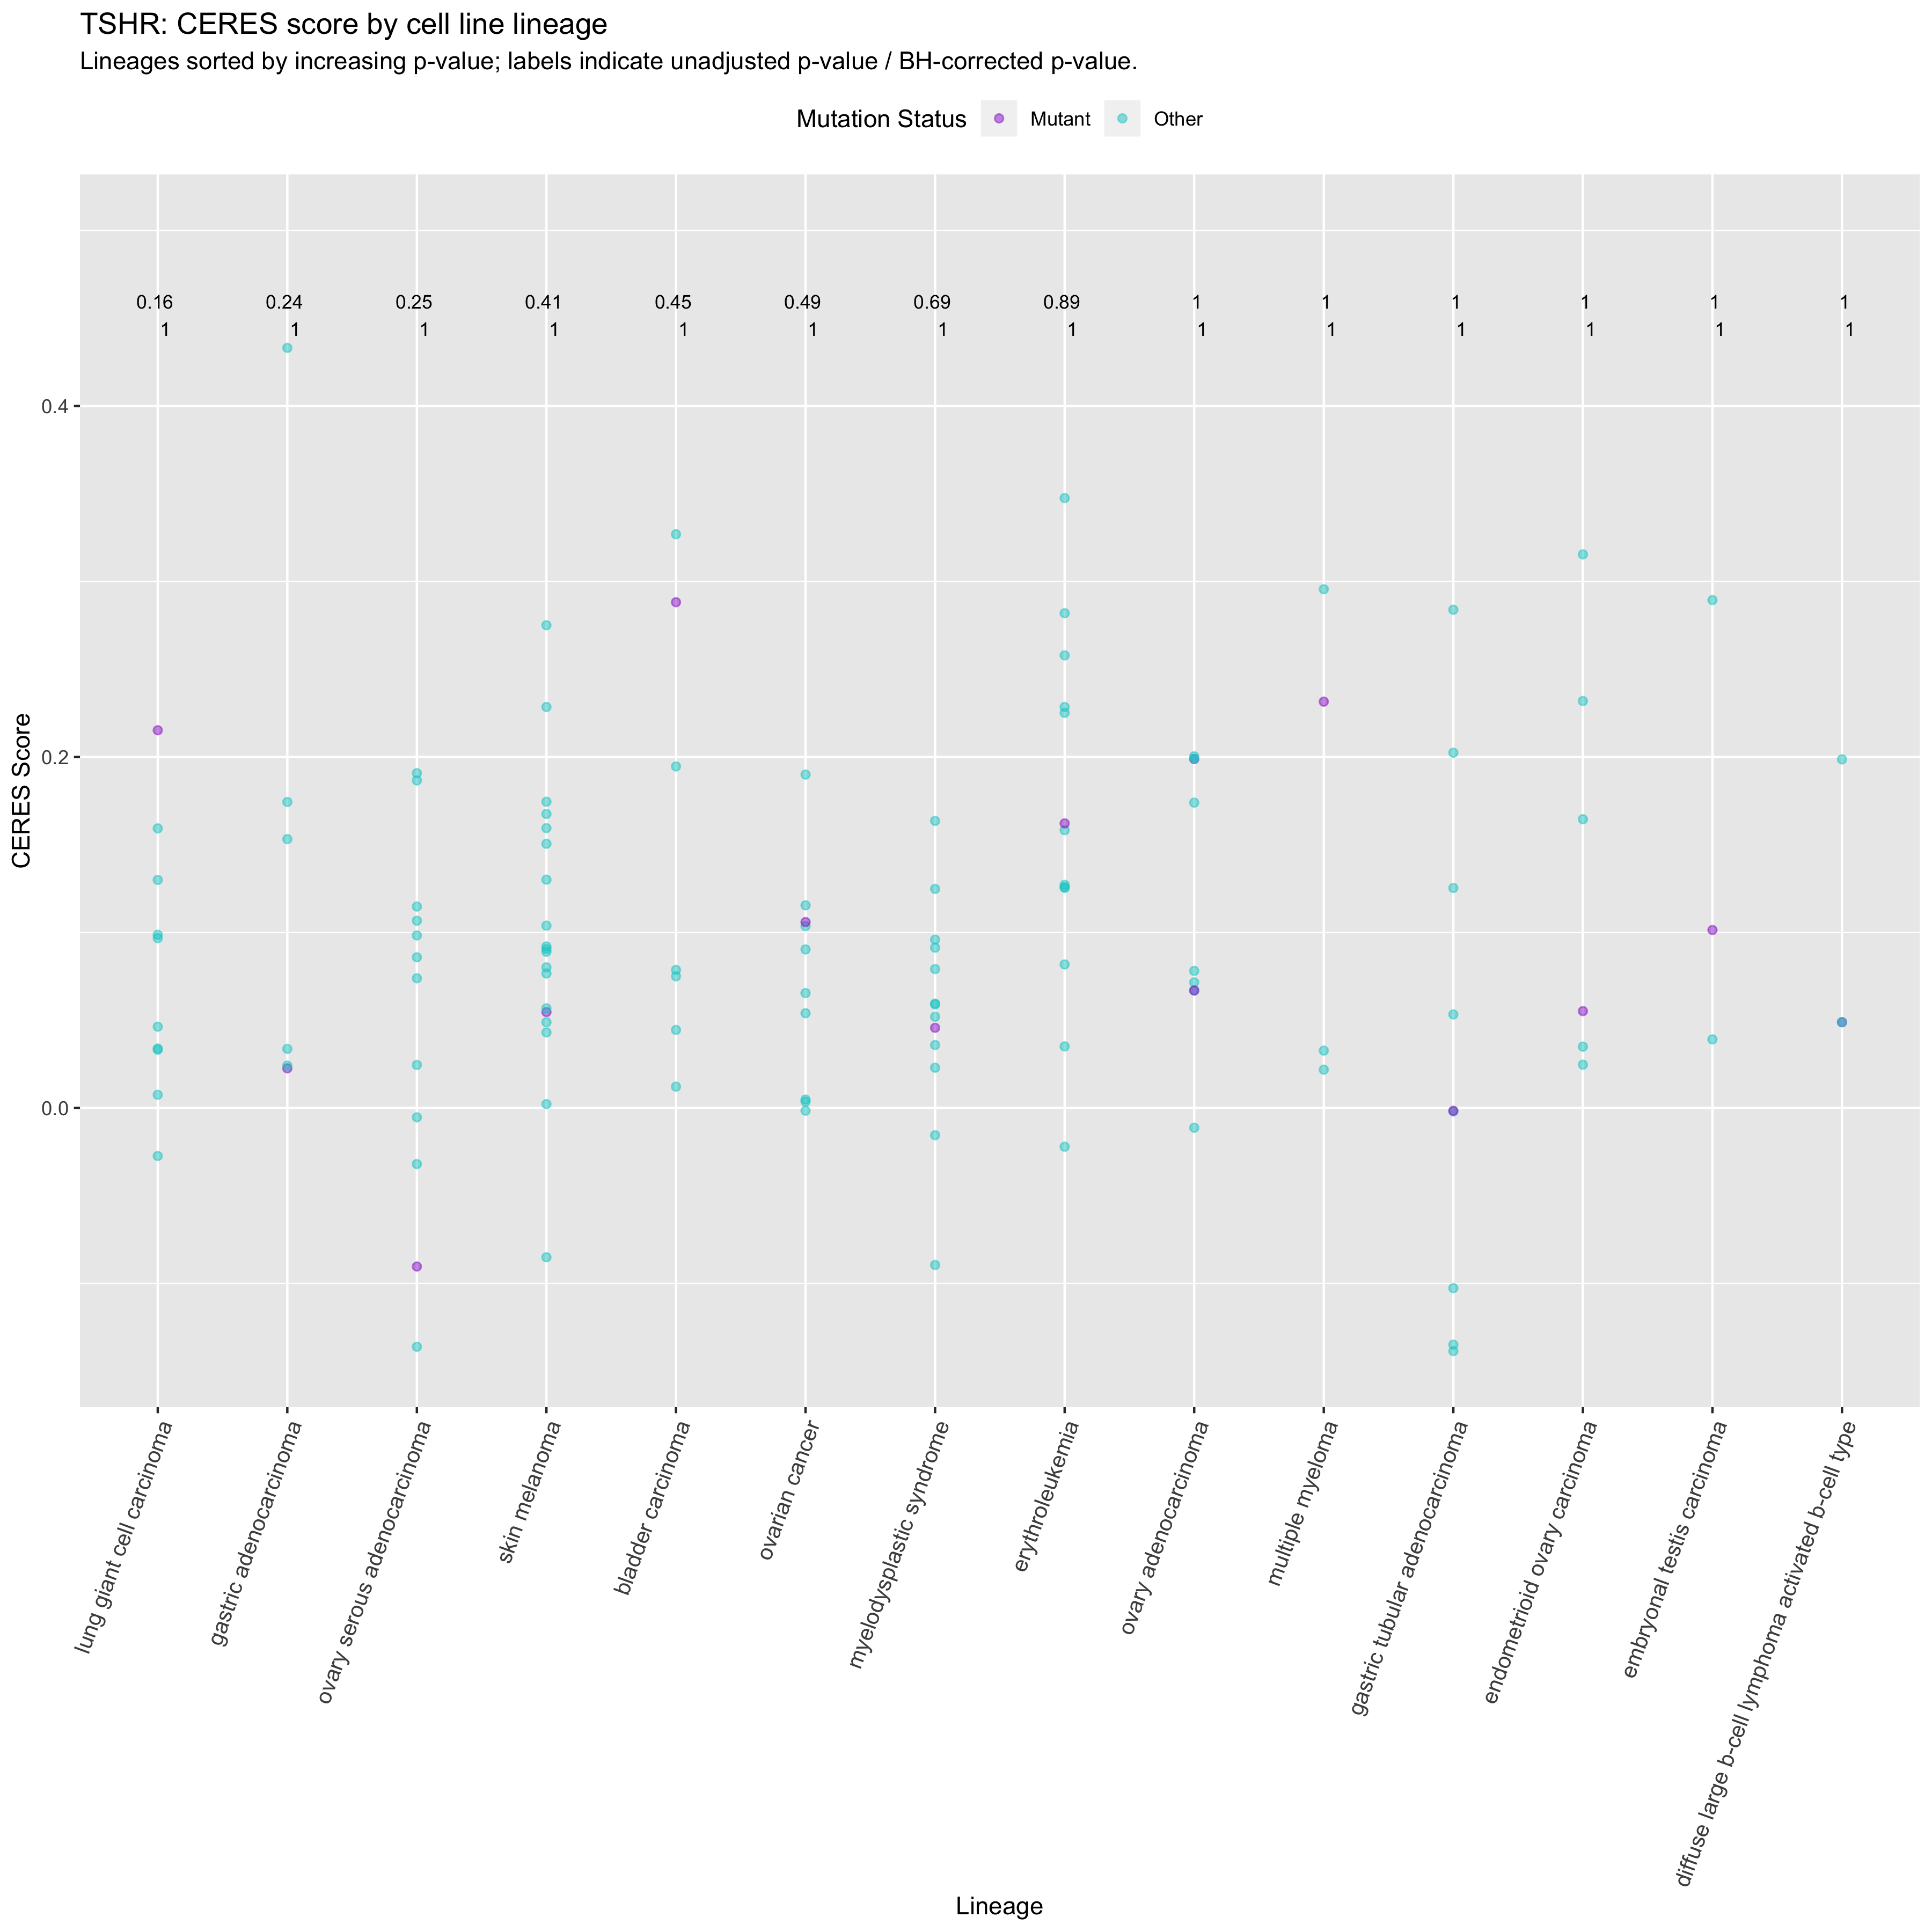 TSHR: CERES score by cell line lineage
Lineages sorted by increasing p-value; labels indicate unadjusted p-value / BH-corrected p-value.
Mutation Status Mutant Other
0.16 0.24 0.25 0.41 0.45 0.49 0.69 0.89 1 1 1 1 1 1
1 1 1 1 1 1 1 1 1 1 1 1 1 1
0.4
0.2
0.0
CERES Score
lung giant cell carcinoma
gastric adenocarcinoma
ovary serous adenocarcinoma
skin melanoma
bladder carcinoma
ovarian cancer
myelodysplastic syndrome
erythroleukemia
ovary adenocarcinoma
multiple myeloma
gastric tubular adenocarcinoma
endometrioid ovary carcinoma
embryonal testis carcinoma
diffuse large b-cell lymphoma activated b-cell type
Lineage